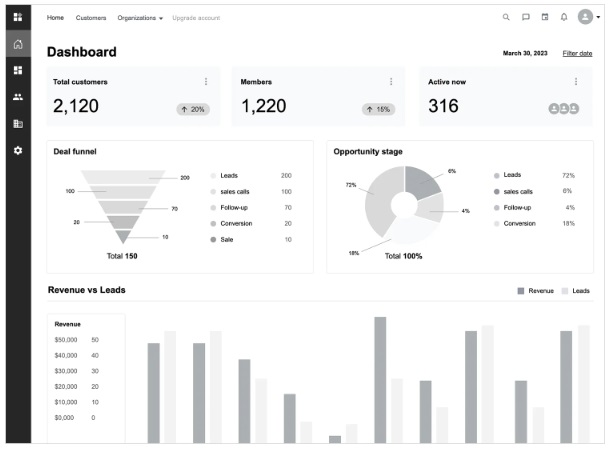 Home Customers Organizations Upgrade account
Dashboard
March 30, 2023 Filter date
Total customers
2,120
20%
Members
1,220
15%
Active now
316
Deal funnel
200
100
70
20
10
Leads 200
sales calls 100
Follow-up 70
Conversion 20
Sale 10
Total 150
Opportunity stage
72%
6%
4%
18%
Leads 72%
sales calls 6%
Follow-up 4%
Conversion 18%
Total 100%
Revenue vs Leads
Revenue Leads
Revenue
$50,000 50
$40,000 40
$30,000 30
$20,000 20
$10,000 10
$0,000 0